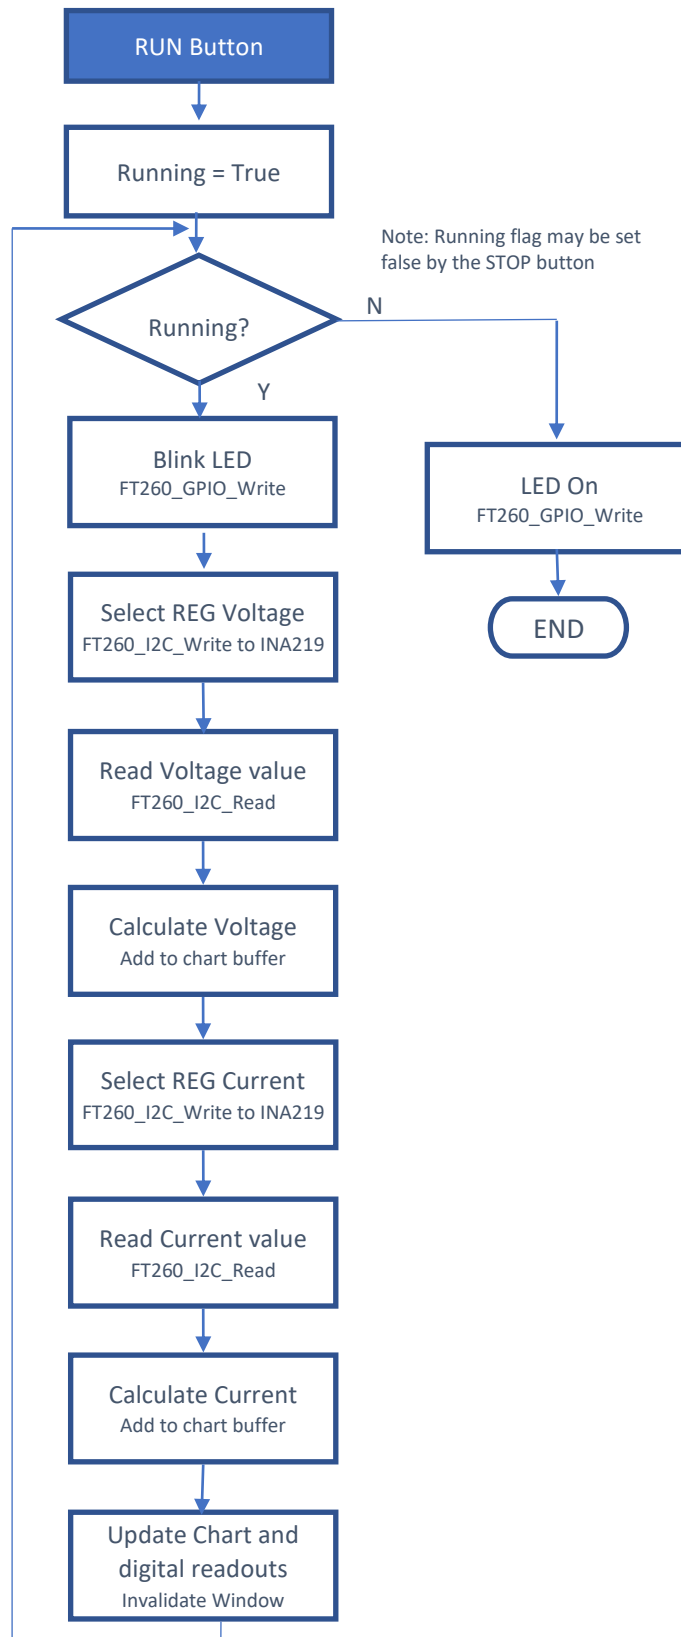 RUN Button
Running = True
Note: Running flag may be set
false by the STOP button
Running?
N
Y
Blink LED
FT260_GPIO_Write
LED On
FT260_GPIO_Write
Select REG Voltage
FT260_I2C_Write to INA219
END
Read Voltage value
FT260_I2C_Read
Calculate Voltage
Add to chart buffer
Select REG Current
FT260_I2C_Write to INA219
Read Current value
FT260_I2C_Read
Calculate Current
Add to chart buffer
Update Chart and
digital readouts
Invalidate Window